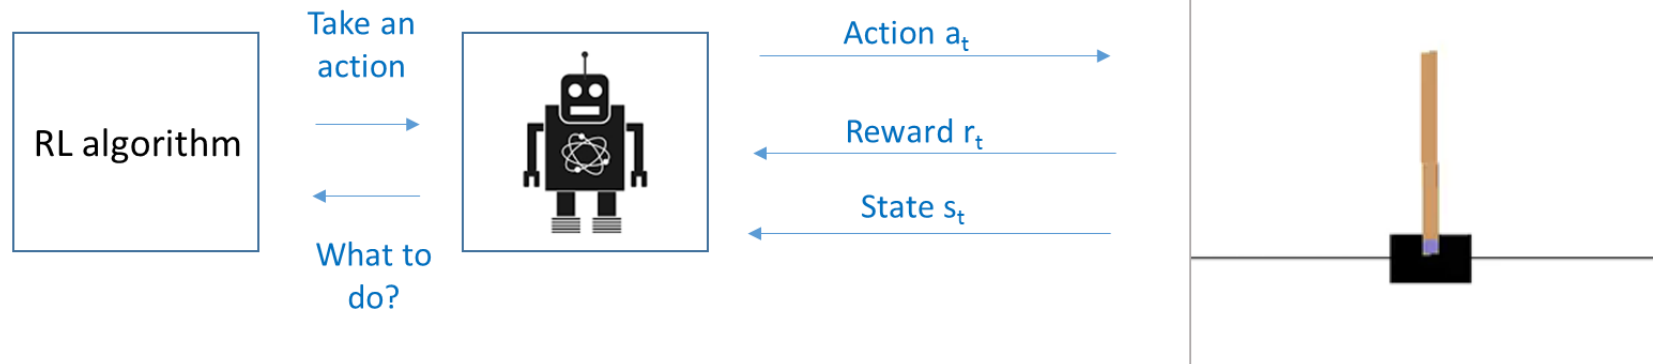 RL algorithm
Take an
action
What to
do?
Action aₜ
Reward rₜ
State sₜ